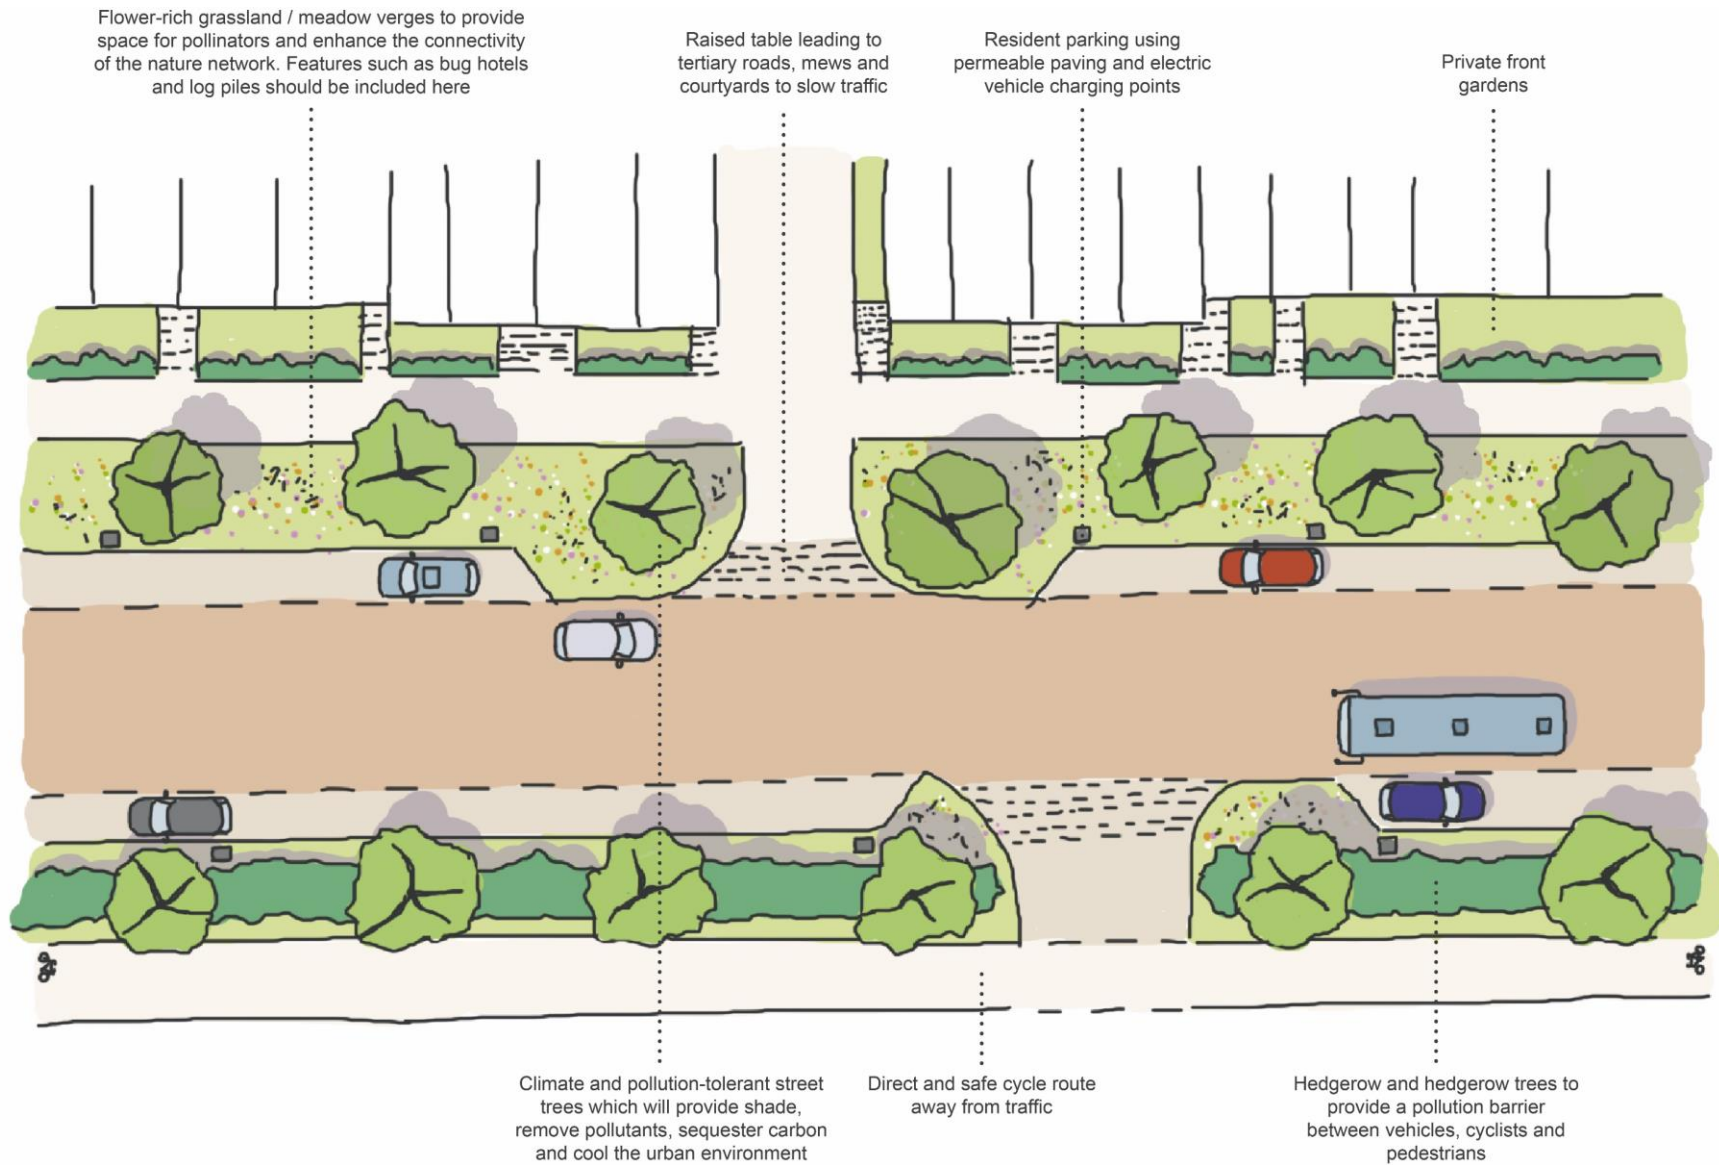 Flower-rich grassland / meadow verges to provide
space for pollinators and enhance the connectivity
of the nature network. Features such as bug hotels
and log piles should be included here
Raised table leading to
tertiary roads, mews and
courtyards to slow traffic
Resident parking using
permeable paving and electric
vehicle charging points
Private front
gardens
Climate and pollution-tolerant street
trees which will provide shade,
remove pollutants, sequester carbon
and cool the urban environment
Direct and safe cycle route
away from traffic
Hedgerow and hedgerow trees to
provide a pollution barrier
between vehicles, cyclists and
pedestrians